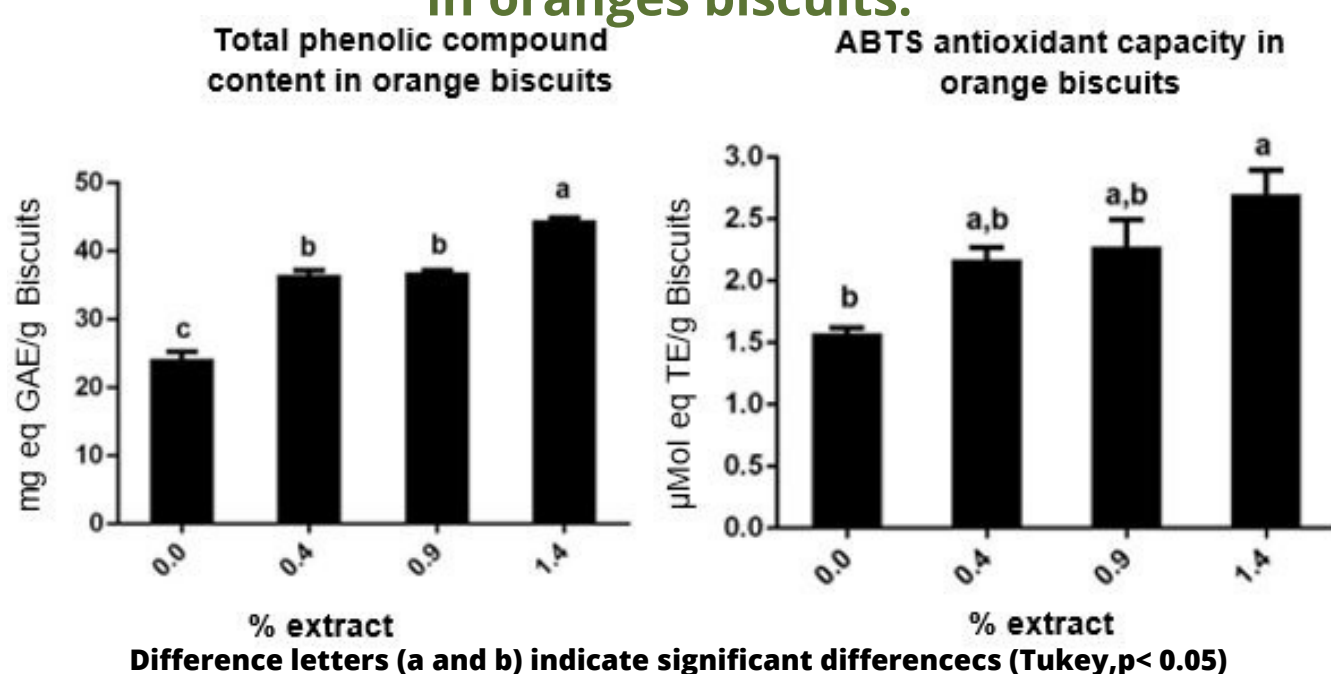 in oranges biscuits.
Total phenolic compound
content in orange biscuits
mg eq GAE/g Biscuits
50
40
30
20
10
0
c
b
b
a
0.0
0.4
0.9
1.4
% extract
ABTS antioxidant capacity in
orange biscuits
µMol eq TE/g Biscuits
3.0
2.5
2.0
1.5
1.0
0.5
0.0
b
a,b
a,b
a
0.0
0.4
0.9
1.4
% extract
Difference letters (a and b) indicate significant differencecs (Tukey,p< 0.05)